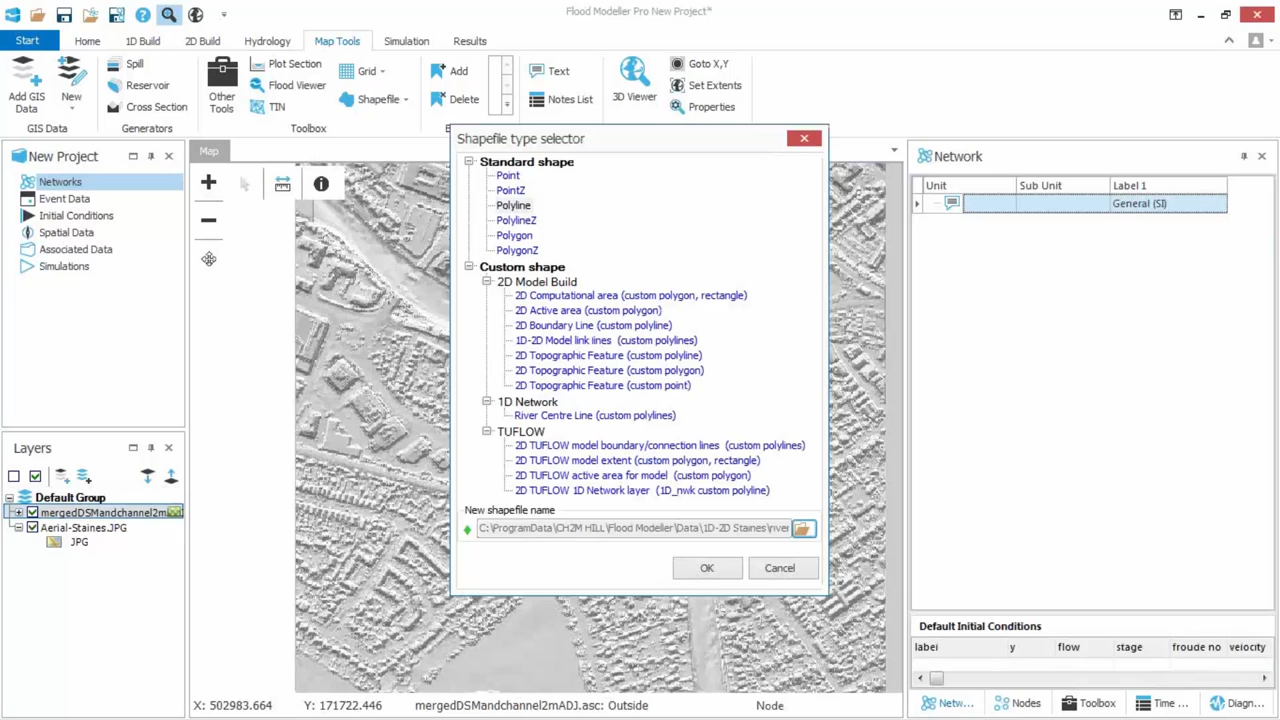 Flood Modeller Pro New Project*
Start Home 1D Build 2D Build Hydrology Map Tools Simulation Results
Add GIS Data
New
GIS Data
Spill
Reservoir
Cross Section
Generators
Other Tools
Plot Section
Flood Viewer
TIN
Grid
Shapefile
Toolbox
Add
Delete
Text
Notes List
3D Viewer
Goto X,Y
Set Extents
Properties
New Project
Networks
Event Data
Initial Conditions
Spatial Data
Associated Data
Simulations
Layers
Default Group
mergedDSMandchannel2m
Aerial-Staines.JPG
JPG
Map
Shapefile type selector
Standard shape
Point
PointZ
Polyline
PolylineZ
Polygon
PolygonZ
Custom shape
2D Model Build
2D Computational area (custom polygon, rectangle)
2D Active area (custom polygon)
2D Boundary Line (custom polyline)
1D-2D Model link lines (custom polylines)
2D Topographic Feature (custom polyline)
2D Topographic Feature (custom polygon)
2D Topographic Feature (custom point)
1D Network
River Centre Line (custom polylines)
TUFLOW
2D TUFLOW model boundary/connection lines (custom polylines)
2D TUFLOW model extent (custom polygon, rectangle)
2D TUFLOW active area for model (custom polygon)
2D TUFLOW 1D Network layer (1D_nwk custom polyline)
New shapefile name
C:\ProgramData\CH2M HILL\Flood Modeller\Data\1D-2D Staines\river
OK Cancel
X: 502983.664 Y: 171722.446 mergedDSMandchannel2mADJ.asc: Outside Node
Network
Unit Sub Unit Label 1
General (SI)
Default Initial Conditions
label y flow stage froude no velocity
Netw... Nodes Toolbox Time ... Diagn...